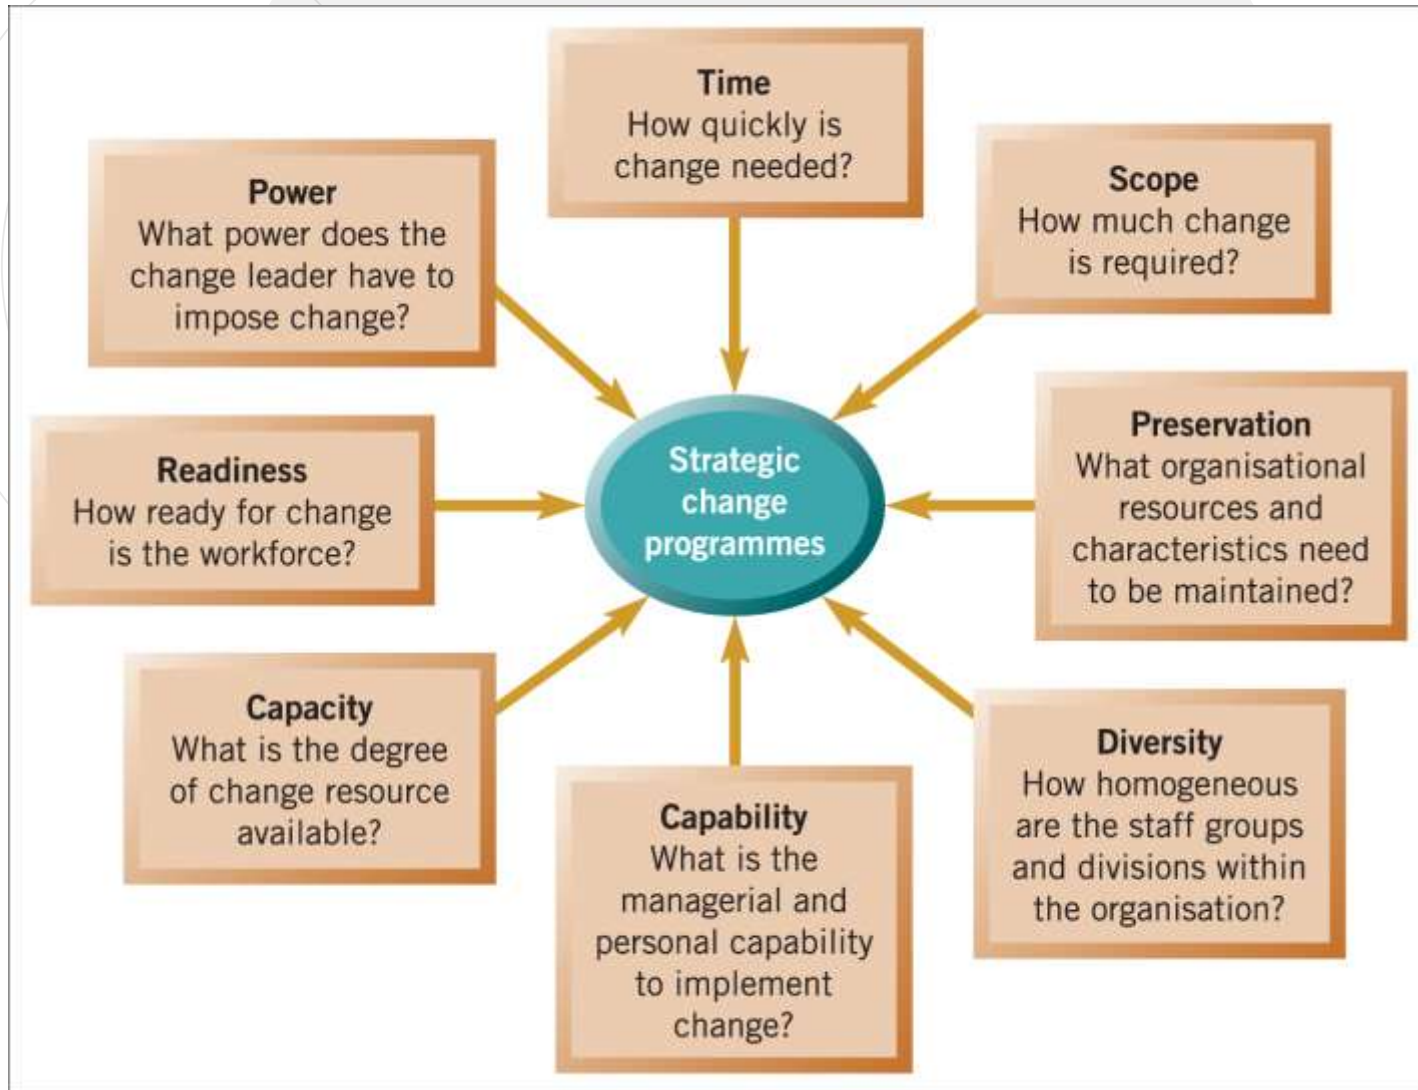 Time
How quickly is
change needed?
Scope
How much change
is required?
Preservation
What organisational
resources and
characteristics need
to be maintained?
Diversity
How homogeneous
are the staff groups
and divisions within
the organisation?
Capability
What is the
managerial and
personal capability
to implement
change?
Capacity
What is the degree
of change resource
available?
Readiness
How ready for change
is the workforce?
Power
What power does the
change leader have to
impose change?
Strategic
change
programmes